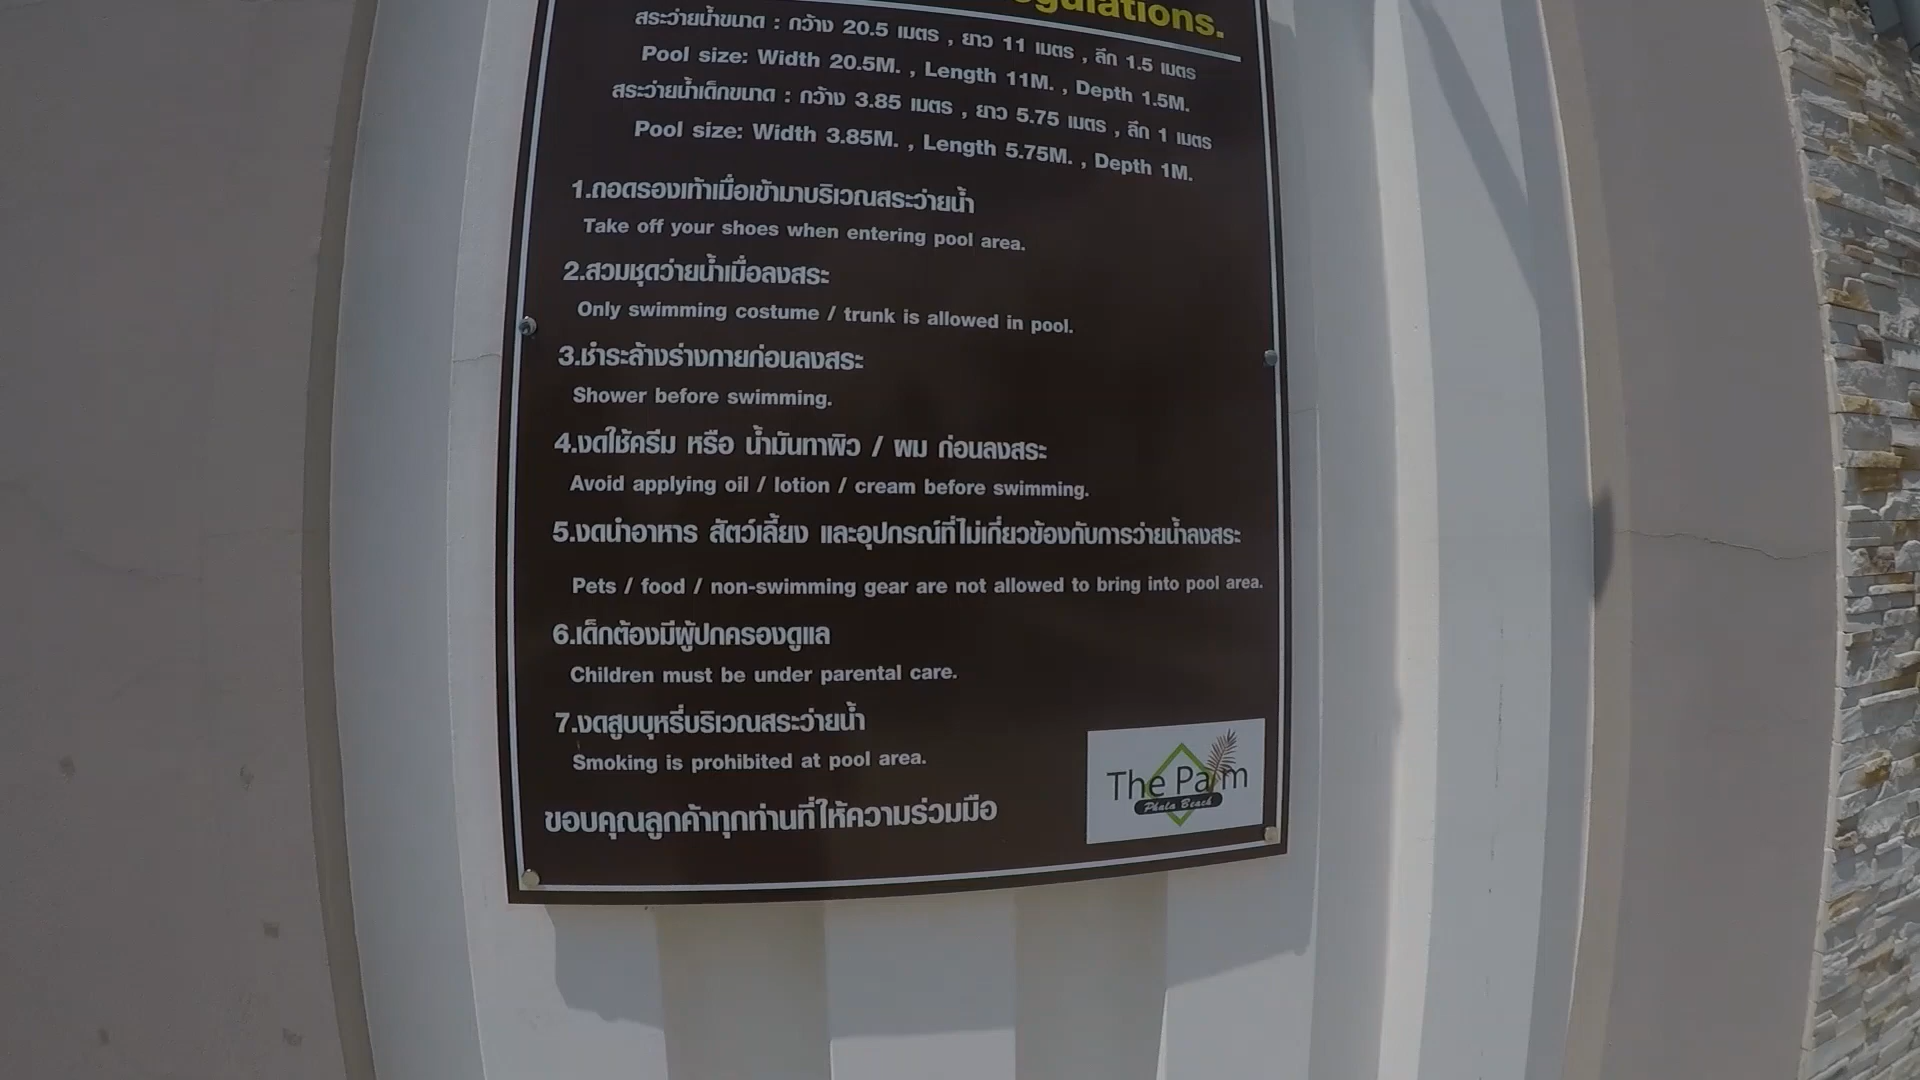 egulations.
สระว่ายน้ำขนาด : กว้าง 20.5 เมตร , ยาว 11 เมตร , ลึก 1.5 เมตร
Pool size: Width 20.5M. , Length 11M. , Depth 1.5M.
สระว่ายน้ำเด็กขนาด : กว้าง 3.85 เมตร , ยาว 5.75 เมตร , ลึก 1 เมตร
Pool size: Width 3.85M. , Length 5.75M. , Depth 1M.
1.ถอดรองเท้าเมื่อเข้ามาบริเวณสระว่ายน้ำ
Take off your shoes when entering pool area.
2.สวมชุดว่ายน้ำเมื่อลงสระ
Only swimming costume / trunk is allowed in pool.
3.ชำระล้างร่างกายก่อนลงสระ
Shower before swimming.
4.งดใช้ครีม หรือ น้ำมันทาผิว / ผม ก่อนลงสระ
Avoid applying oil / lotion / cream before swimming.
5.งดนำอาหาร สัตว์เลี้ยง และอุปกรณ์ที่ไม่เกี่ยวข้องกับการว่ายน้ำลงสระ
Pets / food / non-swimming gear are not allowed to bring into pool area.
6.เด็กต้องมีผู้ปกครองดูแล
Children must be under parental care.
7.งดสูบบุหรี่บริเวณสระว่ายน้ำ
Smoking is prohibited at pool area.
ขอบคุณลูกค้าทุกท่านที่ให้ความร่วมมือ
The Palm
Phala Beach